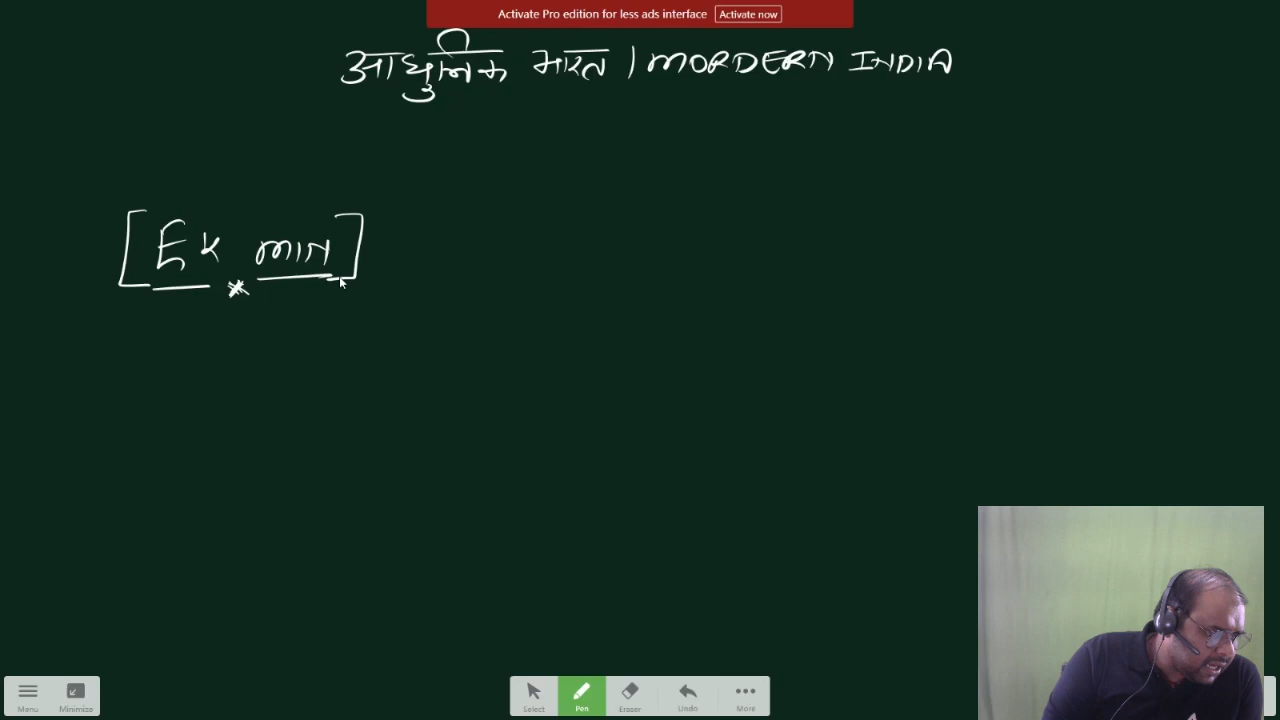 Activate Pro edition for less ads interface Activate now
आधुनिक भारत / MORDERN INDIA
[Ek min]
Menu Minimize Select Pen Eraser Undo More